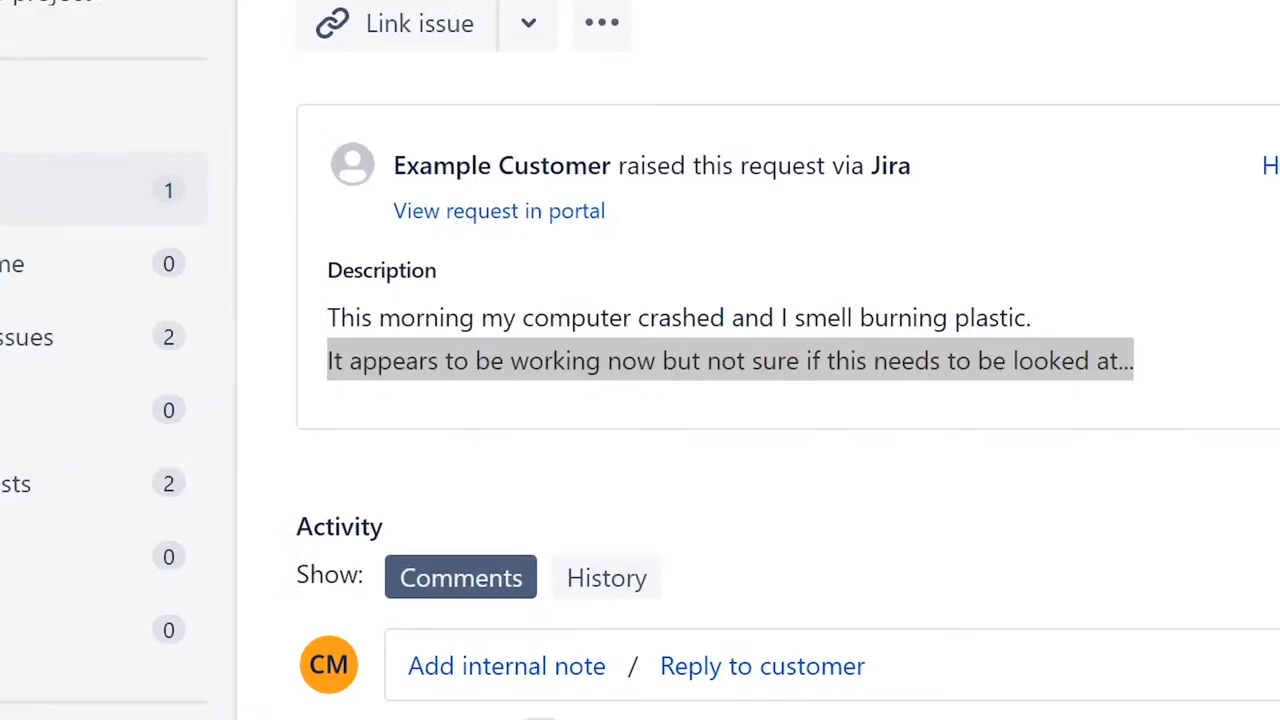 Link issue
1
Example Customer raised this request via Jira
View request in portal
me
0
Description
This morning my computer crashed and I smell burning plastic.
ssues
2
It appears to be working now but not sure if this needs to be looked at...
0
sts
2
Activity
0
Show: Comments History
0
CM
Add internal note / Reply to customer